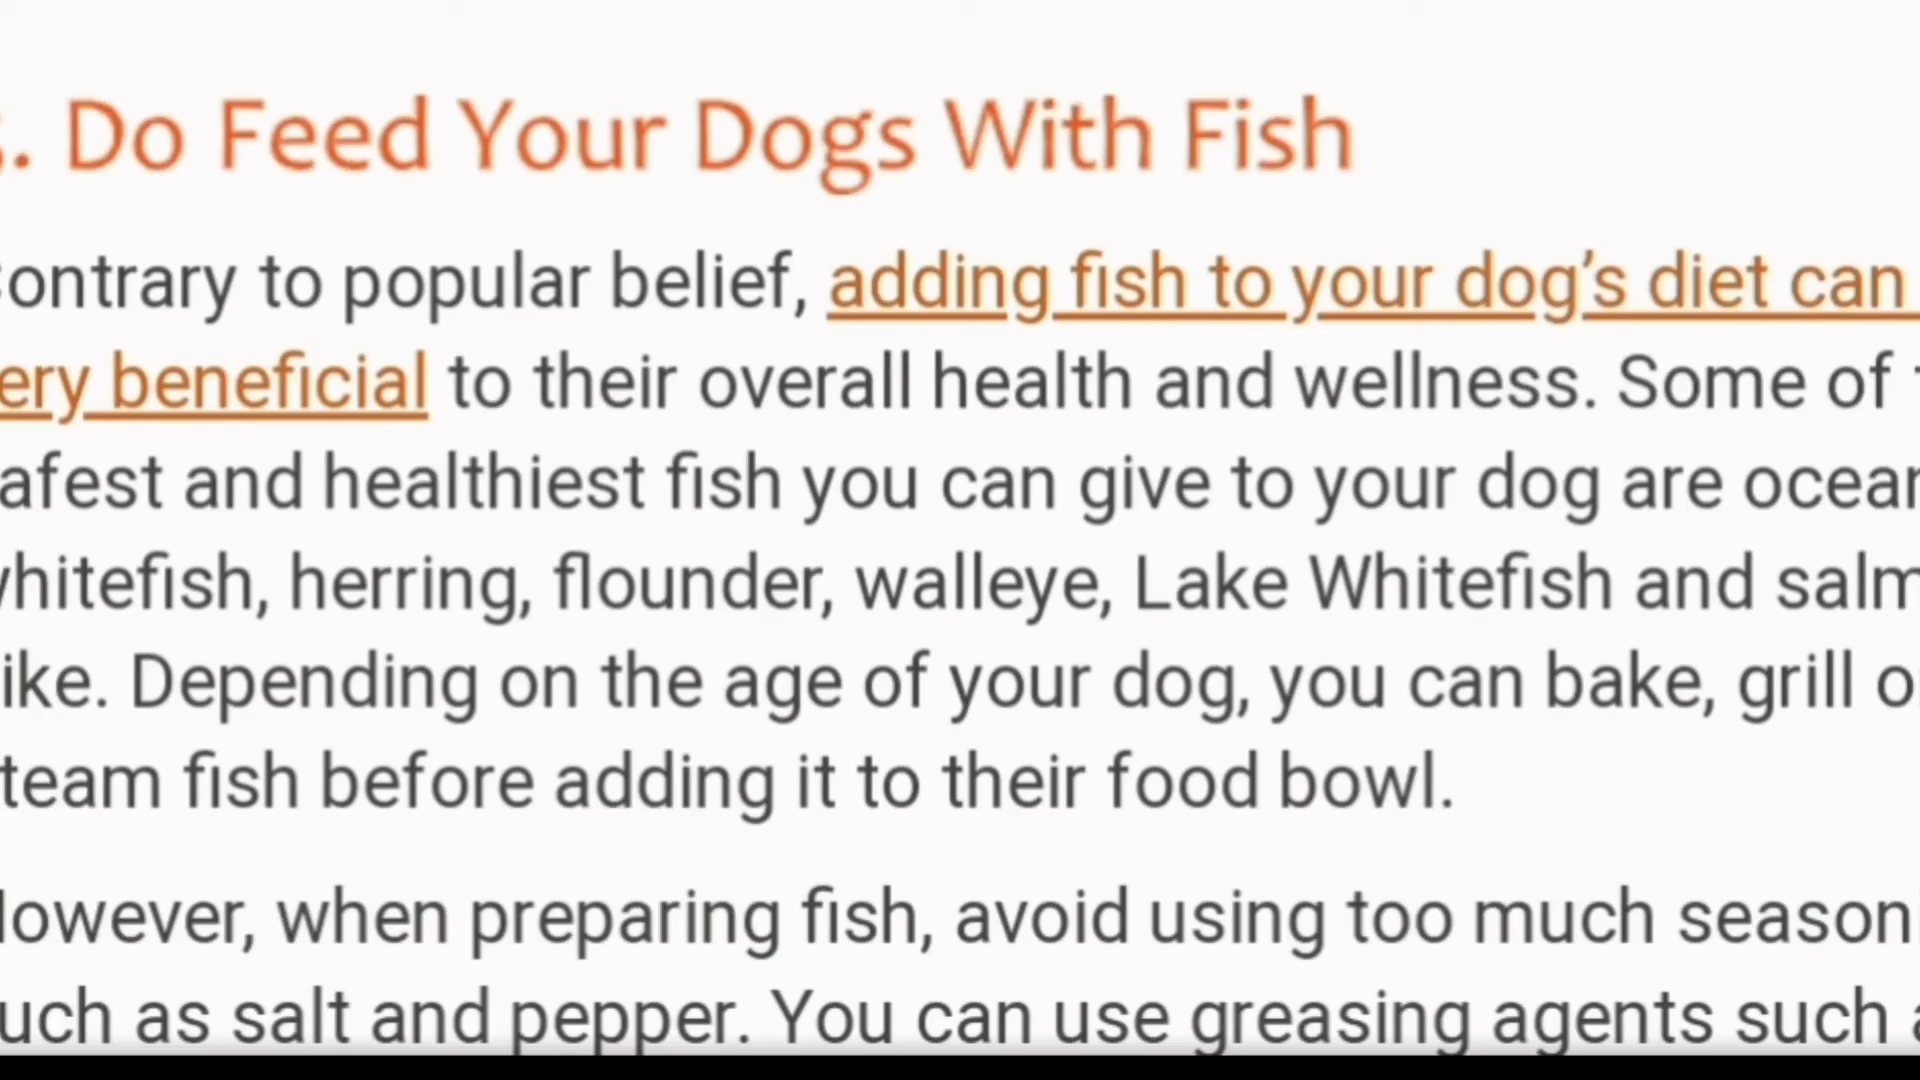 . Do Feed Your Dogs With Fish
ontrary to popular belief, adding fish to your dog’s diet can
ery beneficial to their overall health and wellness. Some of
afest and healthiest fish you can give to your dog are ocean
hitefish, herring, flounder, walleye, Lake Whitefish and salm
ike. Depending on the age of your dog, you can bake, grill o
team fish before adding it to their food bowl.
owever, when preparing fish, avoid using too much season
uch as salt and pepper. You can use greasing agents such